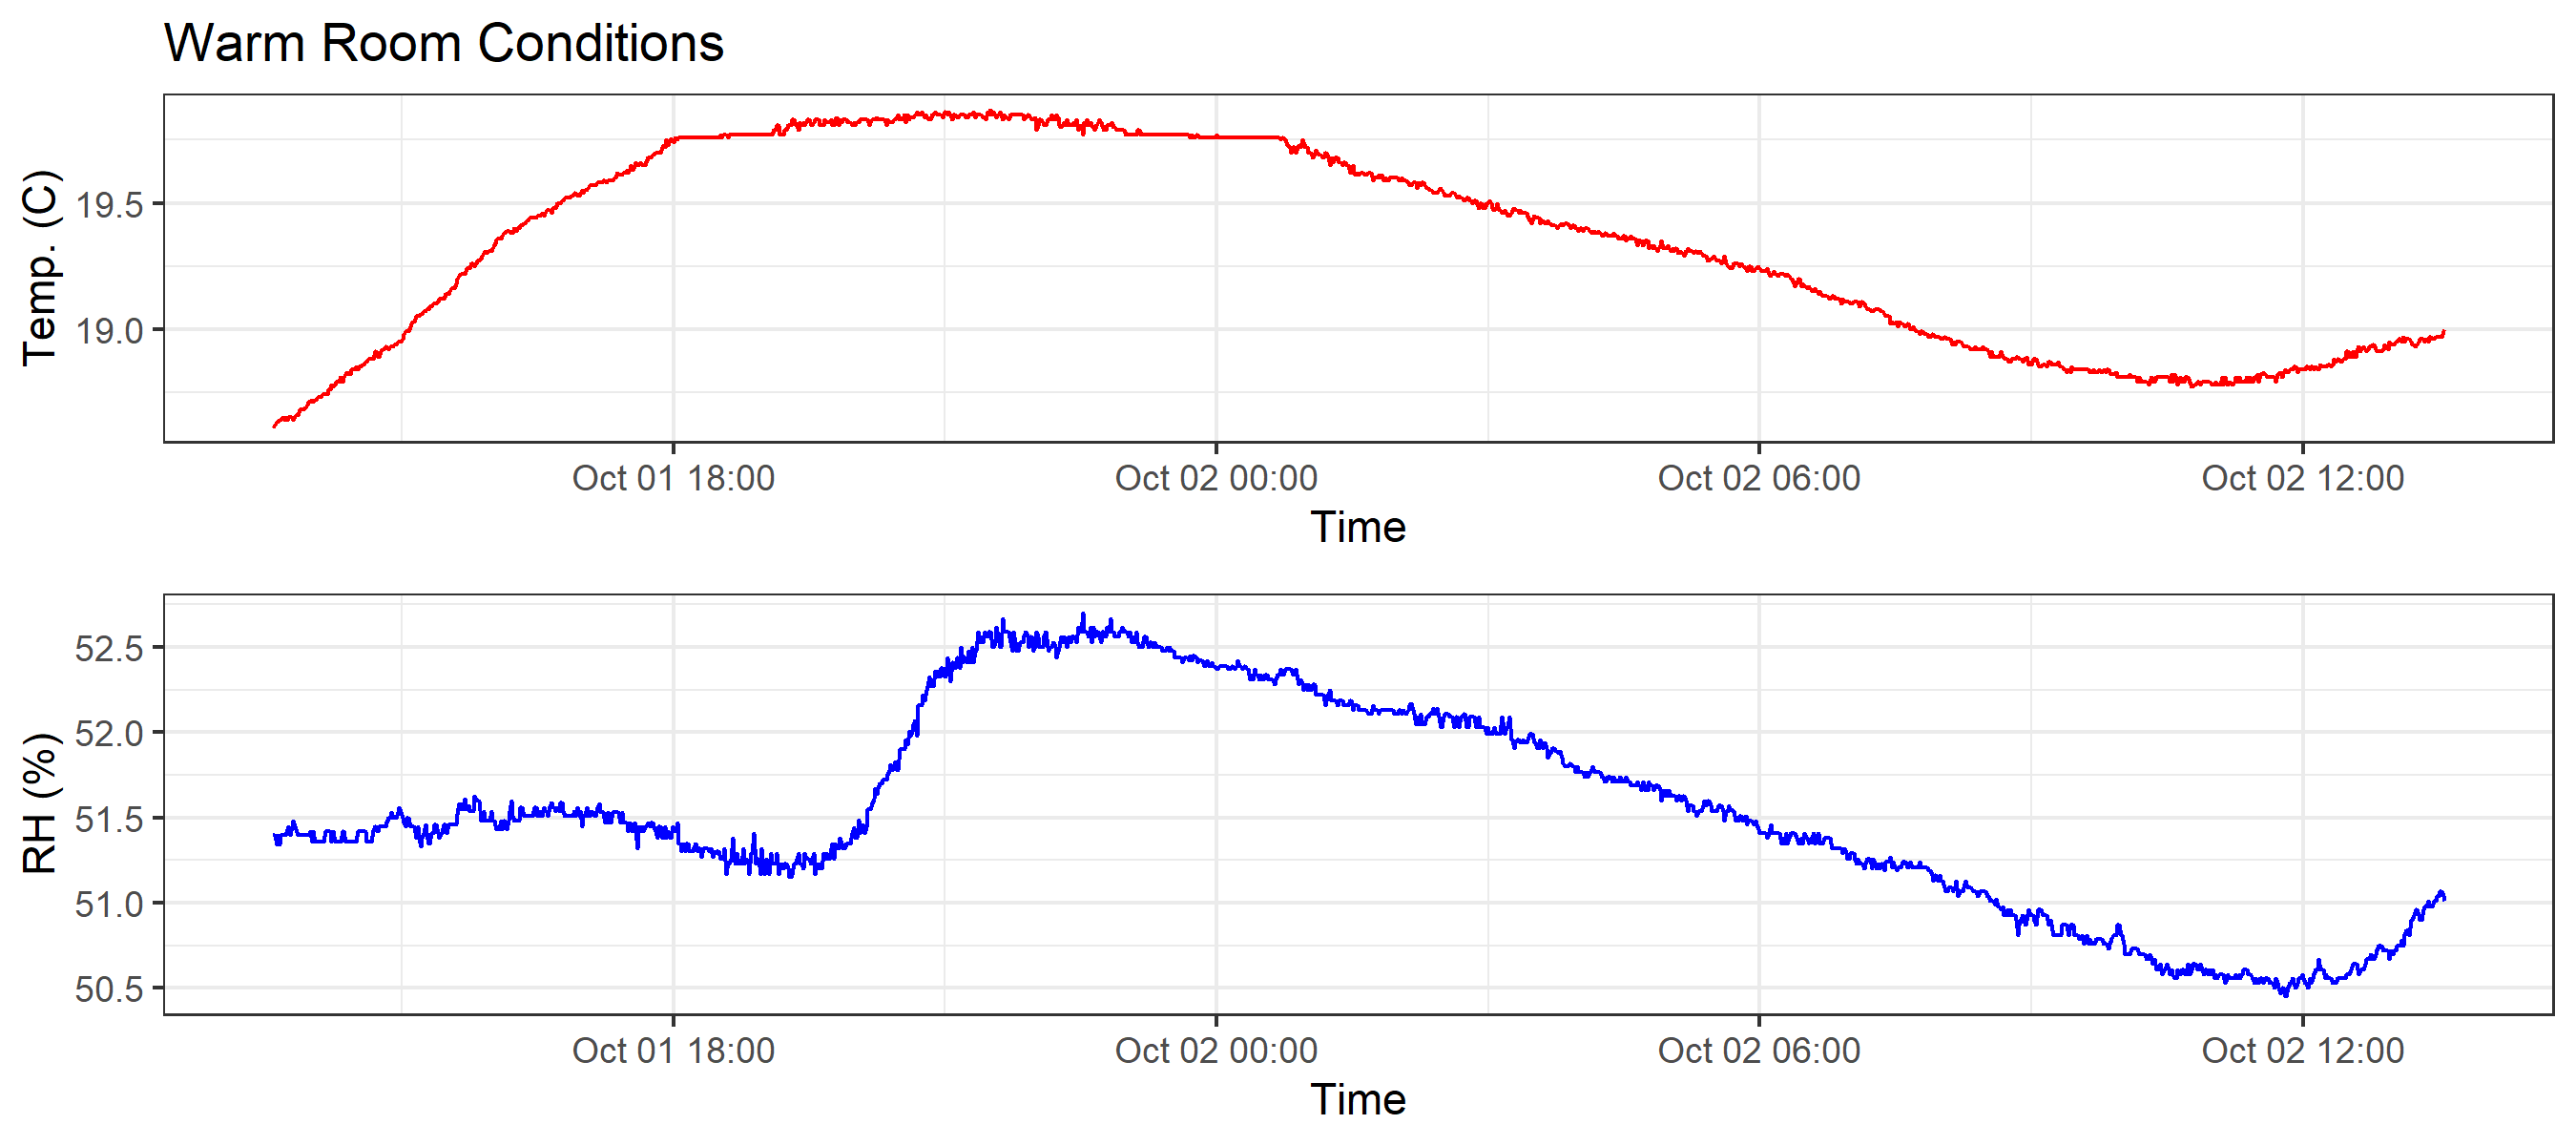 Warm Room Conditions
Temp. (C)
19.5
19.0
Oct 01 18:00 Oct 02 00:00 Oct 02 06:00 Oct 02 12:00
Time
RH (%)
52.5
52.0
51.5
51.0
50.5
Oct 01 18:00 Oct 02 00:00 Oct 02 06:00 Oct 02 12:00
Time